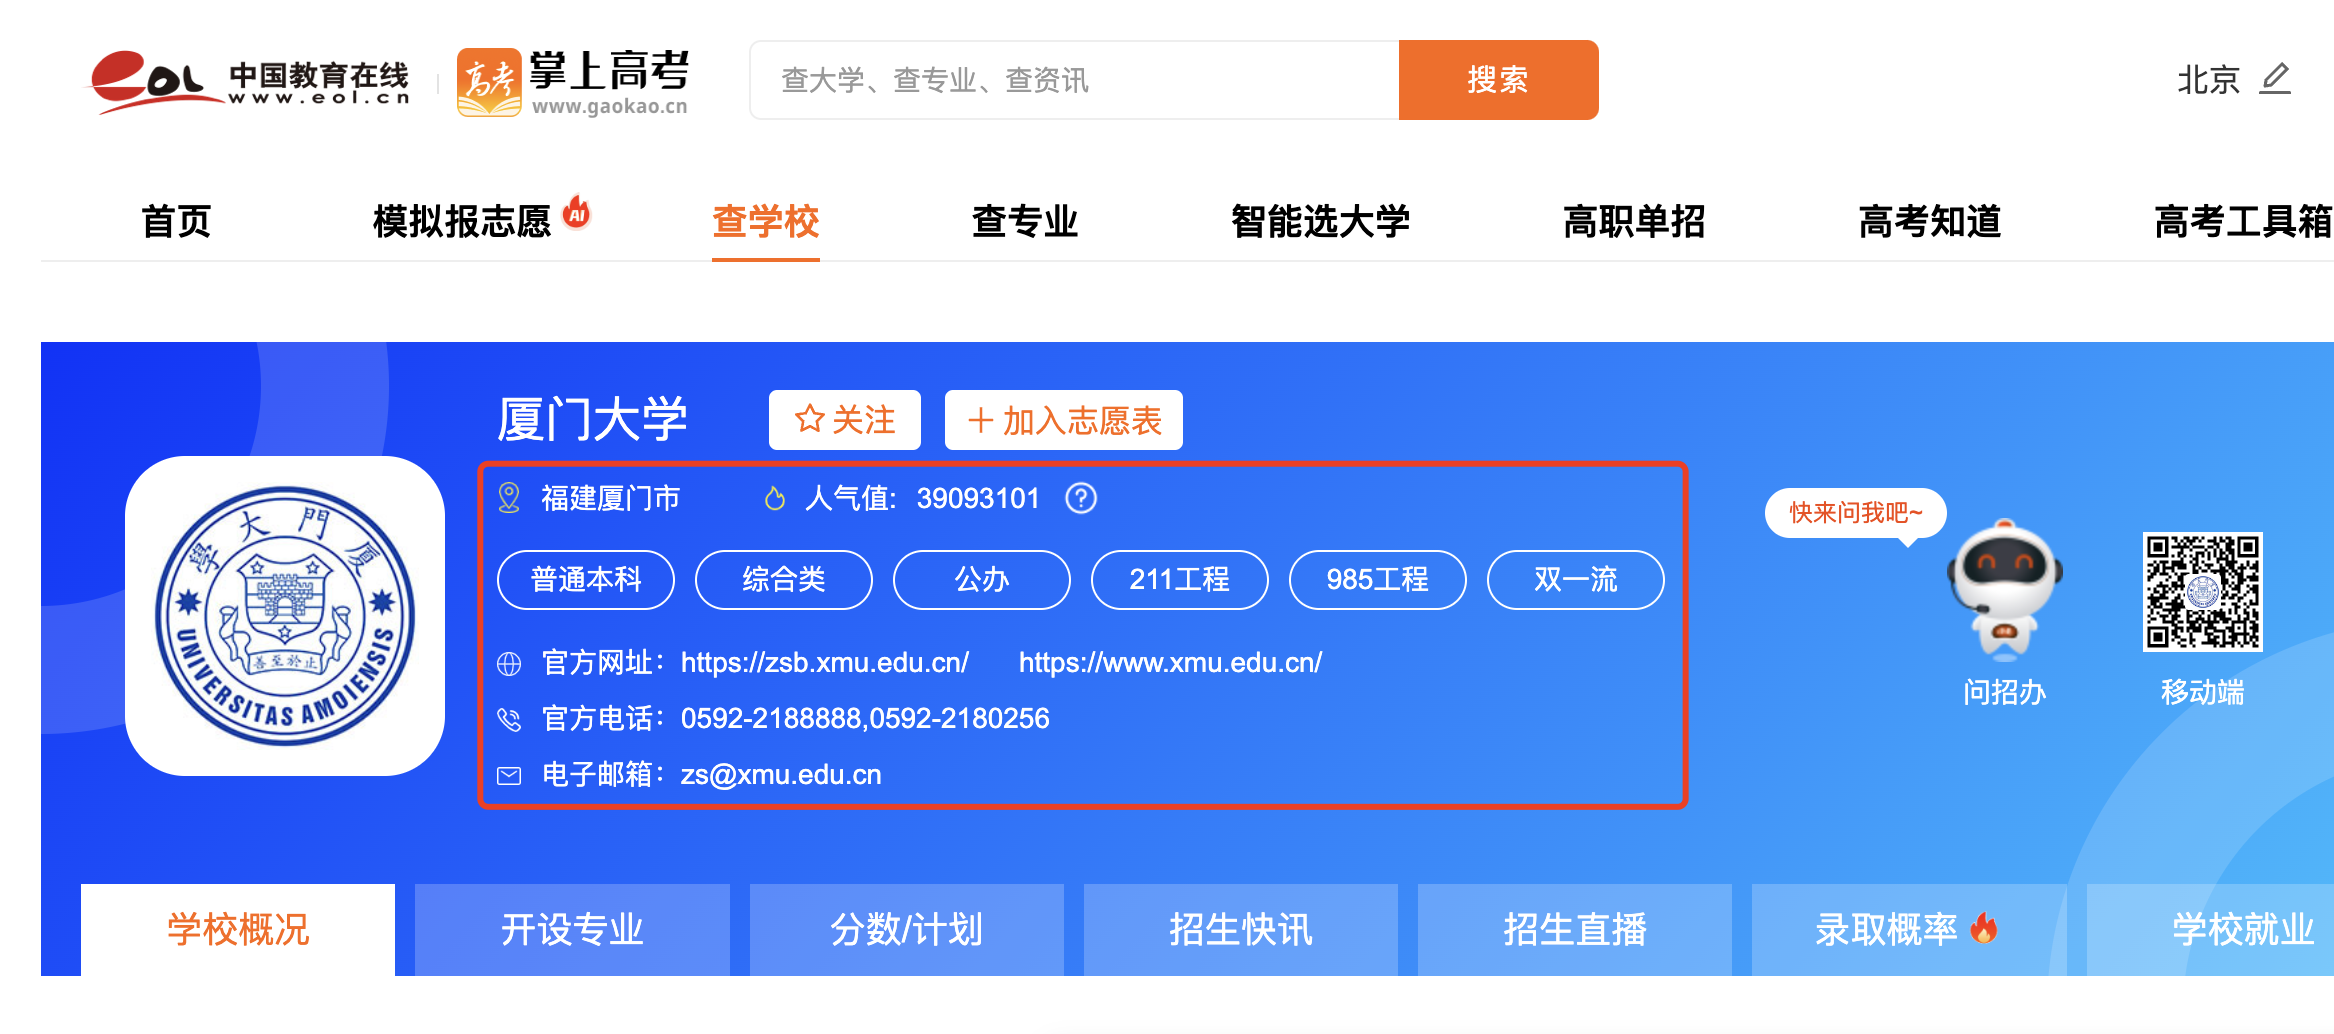 eOL 中国教育在线
www.eol.cn
高考 掌上高考
www.gaokao.cn
查大学、查专业、查资讯
搜索
北京
首页 模拟报志愿 AI 查学校 查专业 智能选大学 高职单招 高考知道 高考工具箱
厦门大学 关注 加入志愿表
福建厦门市 人气值: 39093101 ?
普通本科 综合类 公办 211工程 985工程 双一流
官方网址：https://zsb.xmu.edu.cn/ https://www.xmu.edu.cn/
官方电话：0592-2188888,0592-2180256
电子邮箱：zs@xmu.edu.cn
學大門厦
善至於止
UNIVERSITAS AMOIENSIS
快来问我吧~
问招办
移动端
学校概况 开设专业 分数/计划 招生快讯 招生直播 录取概率 学校就业